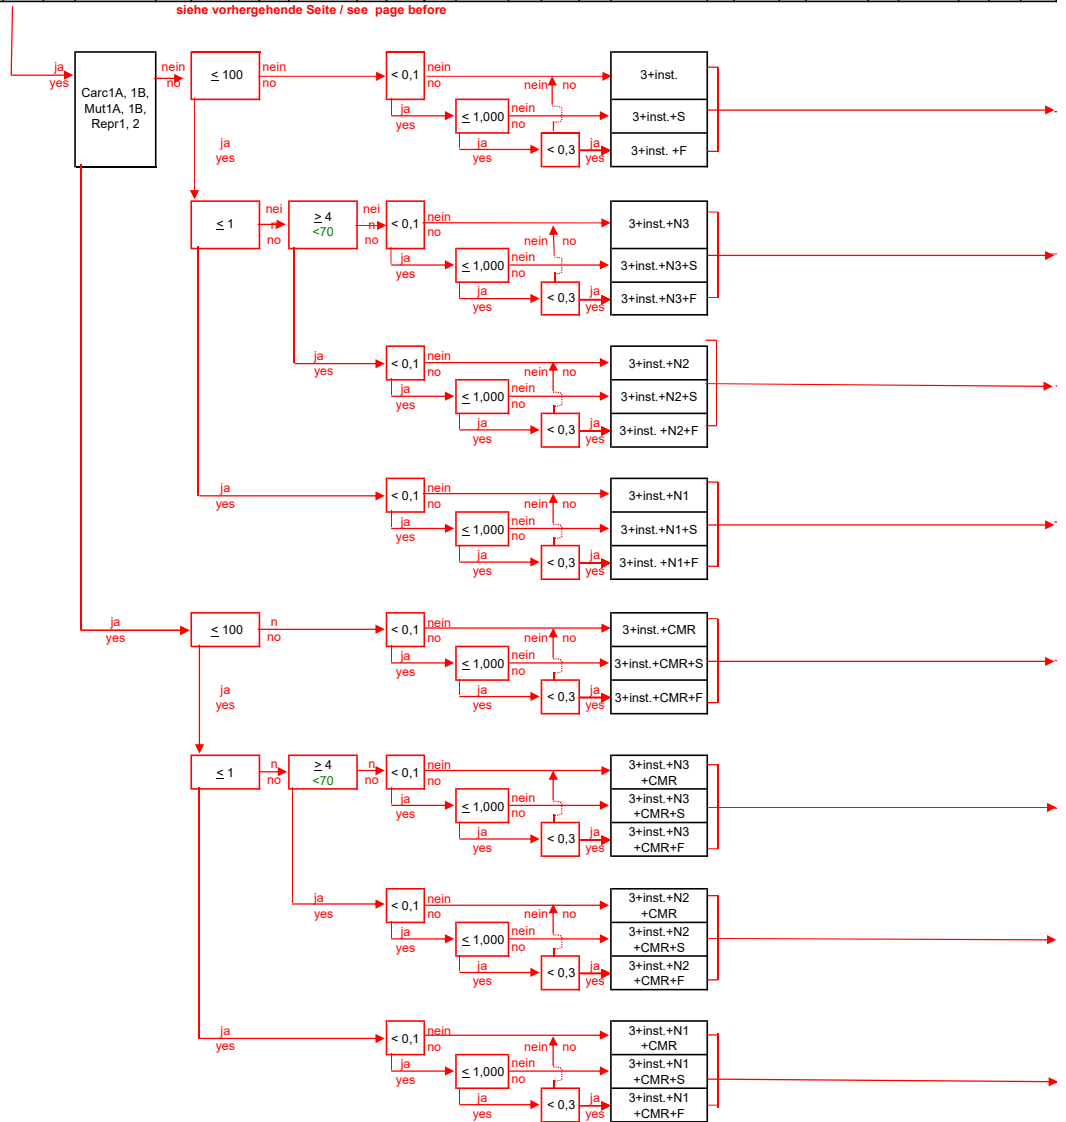 siehe vorhergehende Seite / see page before
ja
yes
Carc1A, 1B,
Mut1A, 1B,
Repr1, 2
nein
no
≤ 100
nein
no
< 0,1
nein
no
nein no
3+inst.
ja
yes
≤ 1,000
nein
no
3+inst.+S
ja
yes
ja
yes
< 0,3
ja
yes
3+inst. +F
≤ 1
nei
n
no
≥ 4
<70
nei
n
no
< 0,1
nein
no
nein no
3+inst.+N3
ja
yes
≤ 1,000
nein
no
3+inst.+N3+S
ja
yes
< 0,3
ja
yes
3+inst.+N3+F
ja
yes
< 0,1
nein
no
nein no
3+inst.+N2
ja
yes
≤ 1,000
nein
no
3+inst.+N2+S
ja
yes
< 0,3
ja
yes
3+inst. +N2+F
ja
yes
< 0,1
nein
no
nein no
3+inst.+N1
ja
yes
≤ 1,000
nein
no
3+inst.+N1+S
ja
yes
< 0,3
ja
yes
3+inst. +N1+F
ja
yes
≤ 100
n
no
< 0,1
nein
no
nein no
3+inst.+CMR
ja
yes
≤ 1,000
nein
no
3+inst.+CMR+S
ja
yes
ja
yes
< 0,3
ja
yes
3+inst.+CMR+F
≤ 1
n
no
≥ 4
<70
n
no
< 0,1
nein
no
nein no
3+inst.+N3
+CMR
ja
yes
≤ 1,000
nein
no
3+inst.+N3
+CMR+S
ja
yes
< 0,3
ja
yes
3+inst.+N3
+CMR+F
ja
yes
< 0,1
nein
no
nein no
3+inst.+N2
+CMR
ja
yes
≤ 1,000
nein
no
3+inst.+N2
+CMR+S
ja
yes
< 0,3
ja
yes
3+inst.+N2
+CMR+F
ja
yes
< 0,1
nein
no
nein no
3+inst.+N1
+CMR
ja
yes
≤ 1,000
nein
no
3+inst.+N1
+CMR+S
ja
yes
< 0,3
ja
yes
3+inst.+N1
+CMR+F